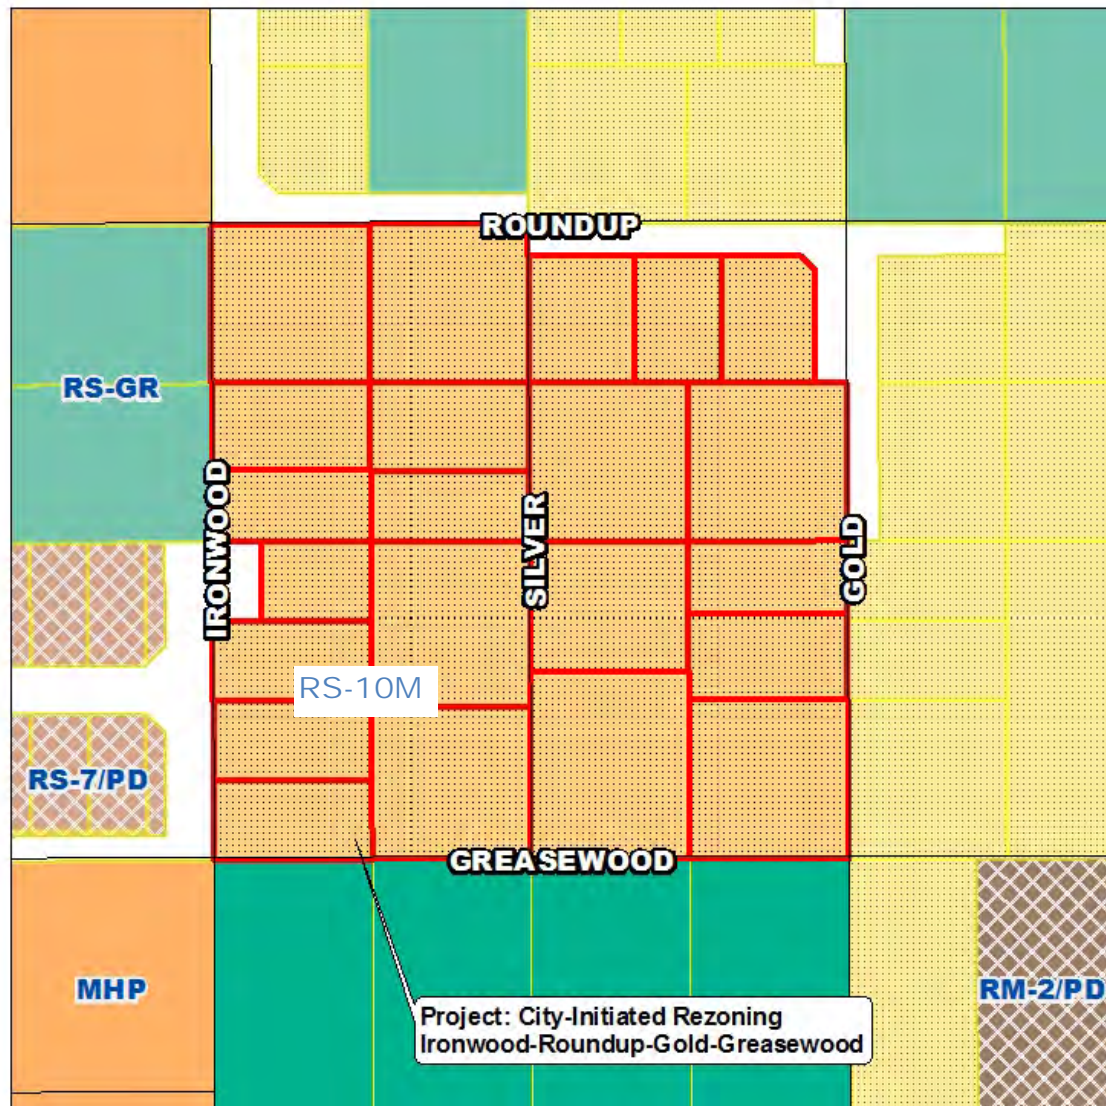 ROUNDUP
RS-GR
IRONWOOD
SILVER
GOLD
RS-10M
RS-7/PD
GREASEWOOD
MHP
RM-2/PD
Project: City-Initiated Rezoning
Ironwood-Roundup-Gold-Greasewood